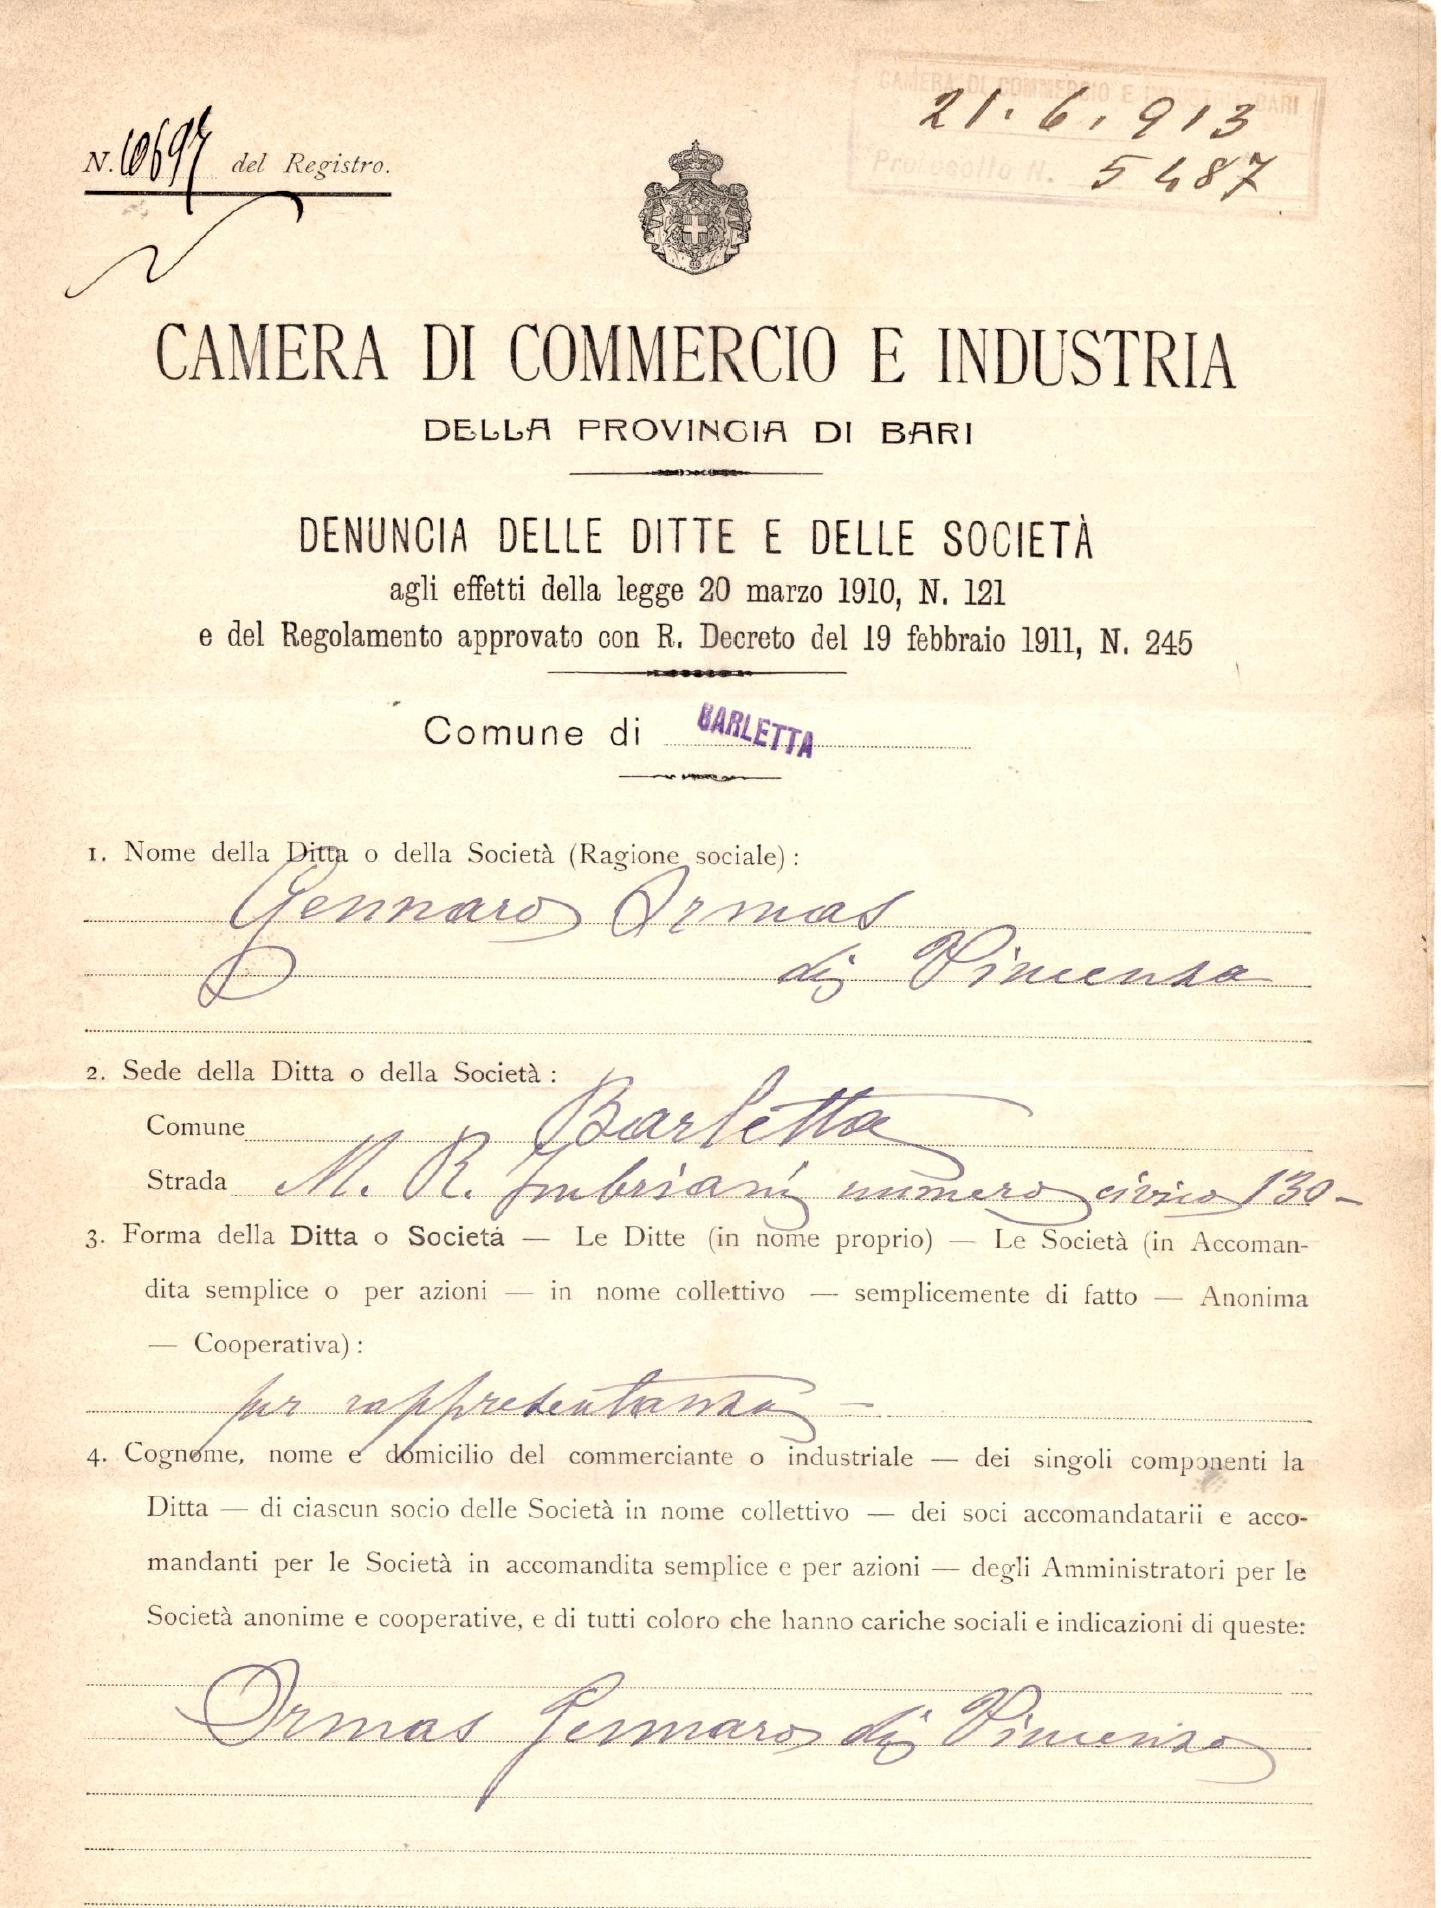 CAMERA DI COMMERCIO E INDUSTRIA BARI
21. 6. 913
Protocollo N. 5487
N. 10697 del Registro.
CAMERA DI COMMERCIO E INDUSTRIA
DELLA PROVINCIA DI BARI
DENUNCIA DELLE DITTE E DELLE SOCIETÀ
agli effetti della legge 20 marzo 1910, N. 121
e del Regolamento approvato con R. Decreto del 19 febbraio 1911, N. 245
Comune di BARLETTA
1. Nome della Ditta o della Società (Ragione sociale) :
Gennaro Ormas
di Vincenzo
2. Sede della Ditta o della Società :
Comune Barletta
Strada M. R. Imbriani numero civico 130 –
3. Forma della Ditta o Societá — Le Ditte (in nome proprio) — Le Società (in Accoman-
dita semplice o per azioni — in nome collettivo — semplicemente di fatto — Anonima
— Cooperativa) :
per rappresentanza –
4. Cognome, nome e domicilio del commerciante o industriale — dei singoli componenti la
Ditta — di ciascun socio delle Società in nome collettivo — dei soci accomandatarii e acco-
mandanti per le Società in accomandita semplice e per azioni — degli Amministratori per le
Società anonime e cooperative, e di tutti coloro che hanno cariche sociali e indicazioni di queste:
Ormas Gennaro di Vincenzo